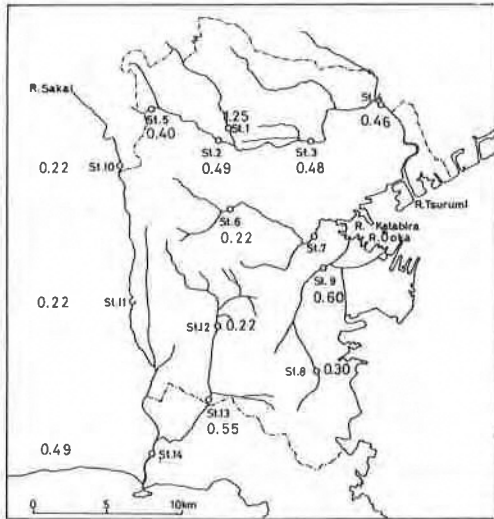 R. Sakai
St.5
0.40
1.25
St.1
St.2
0.49
St.3
0.48
0.46
0.22
St.10
R. Tsurumi
St.6
0.22
St.7
R. Katabira
R. Ooka
St.9
0.60
0.22
St.11
St.12
0.22
St.8
0.30
St.13
0.55
0.49
St.14
0
5
10km